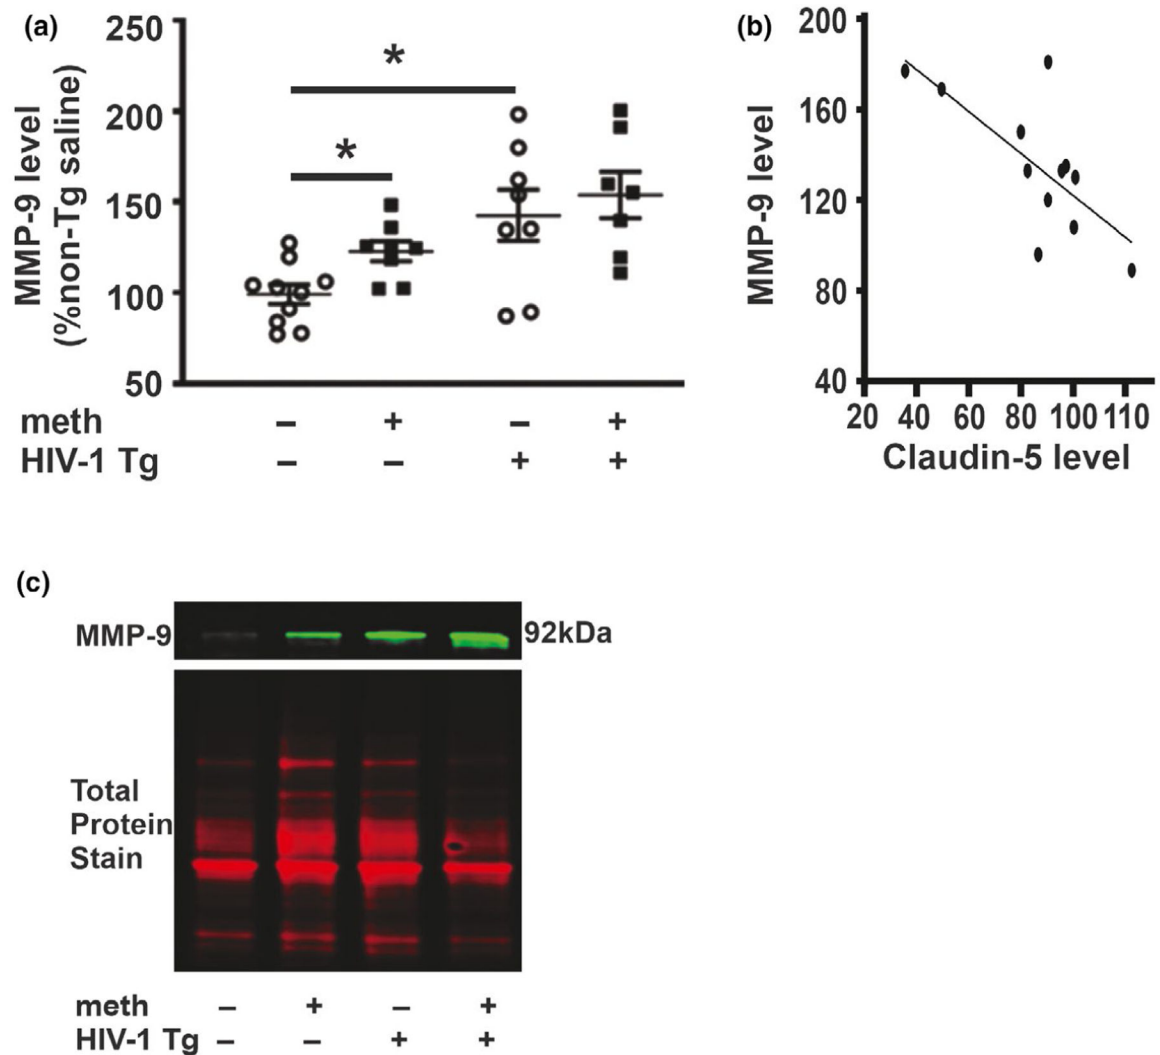 (a)
MMP-9 level
(%non-Tg saline)
250
200
150
100
50
*
*
meth − + − +
HIV-1 Tg − − + +
(b)
MMP-9 level
200
160
120
80
40
20 40 60 80 100 110
Claudin-5 level
(c)
MMP-9 92kDa
Total
Protein
Stain
meth − + − +
HIV-1 Tg − − + +